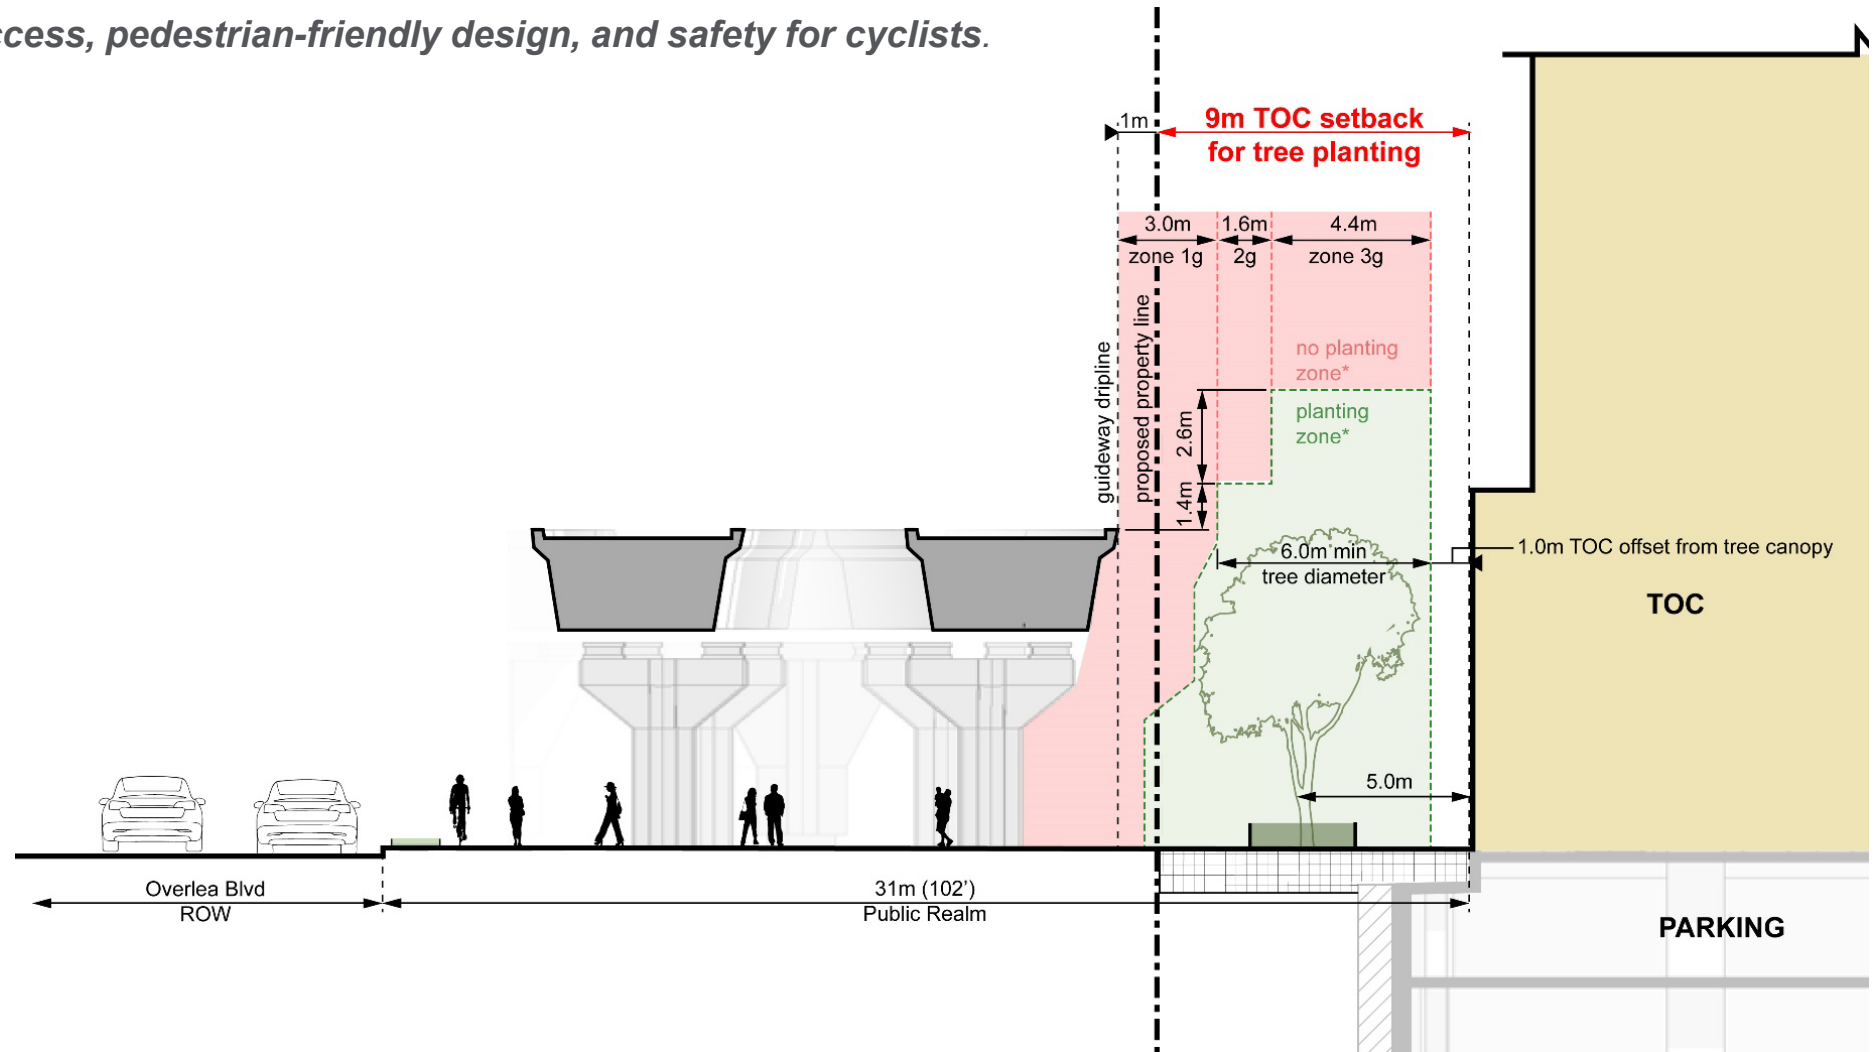 ccess, pedestrian-friendly design, and safety for cyclists.
1m
9m TOC setback
for tree planting
3.0m
zone 1g
1.6m
2g
4.4m
zone 3g
guideway dripline
proposed property line
no planting
zone*
planting
zone*
2.6m
1.4m
6.0m min
tree diameter
1.0m TOC offset from tree canopy
TOC
5.0m
Overlea Blvd
ROW
31m (102’)
Public Realm
PARKING